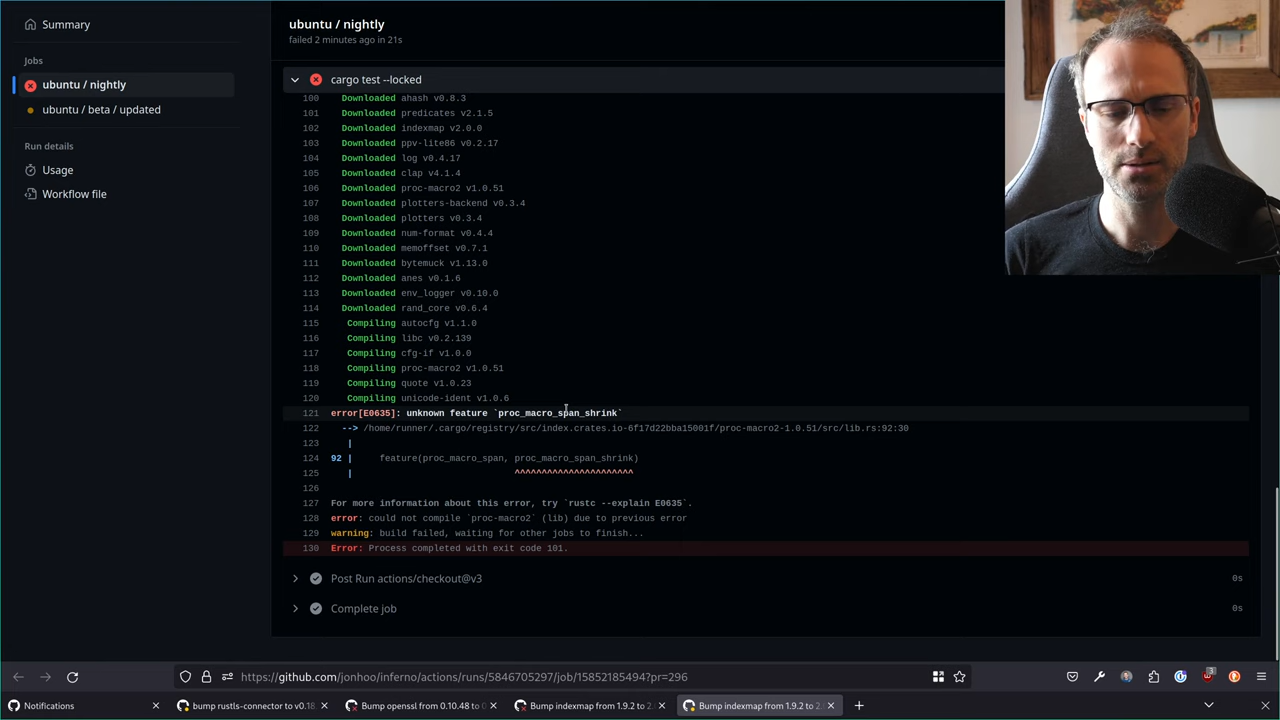 Summary
Jobs
ubuntu / nightly
ubuntu / beta / updated
Run details
Usage
Workflow file
ubuntu / nightly
failed 2 minutes ago in 21s
cargo test --locked
100 Downloaded ahash v0.8.3
101 Downloaded predicates v2.1.5
102 Downloaded indexmap v2.0.0
103 Downloaded ppv-lite86 v0.2.17
104 Downloaded log v0.4.17
105 Downloaded clap v4.1.4
106 Downloaded proc-macro2 v1.0.51
107 Downloaded plotters-backend v0.3.4
108 Downloaded plotters v0.3.4
109 Downloaded num-format v0.4.4
110 Downloaded memoffset v0.7.1
111 Downloaded bytemuck v1.13.0
112 Downloaded anes v0.1.6
113 Downloaded env_logger v0.10.0
114 Downloaded rand_core v0.6.4
115 Compiling autocfg v1.1.0
116 Compiling libc v0.2.139
117 Compiling cfg-if v1.0.0
118 Compiling proc-macro2 v1.0.51
119 Compiling quote v1.0.23
120 Compiling unicode-ident v1.0.6
121 error[E0635]: unknown feature `proc_macro_span_shrink`
122 --> /home/runner/.cargo/registry/src/index.crates.io-6f17d22bba15001f/proc-macro2-1.0.51/src/lib.rs:92:30
123 |
124 92 | feature(proc_macro_span, proc_macro_span_shrink)
125 | ^^^^^^^^^^^^^^^^^^^^^^
126
127 For more information about this error, try `rustc --explain E0635`.
128 error: could not compile `proc-macro2` (lib) due to previous error
129 warning: build failed, waiting for other jobs to finish...
130 Error: Process completed with exit code 101.
Post Run actions/checkout@v3 0s
Complete job 0s
https://github.com/jonhoo/inferno/actions/runs/5846705297/job/15852185494?pr=296
3
Notifications
bump rustls-connector to v0.18
Bump openssl from 0.10.48 to 0
Bump indexmap from 1.9.2 to 2.
Bump indexmap from 1.9.2 to 2.